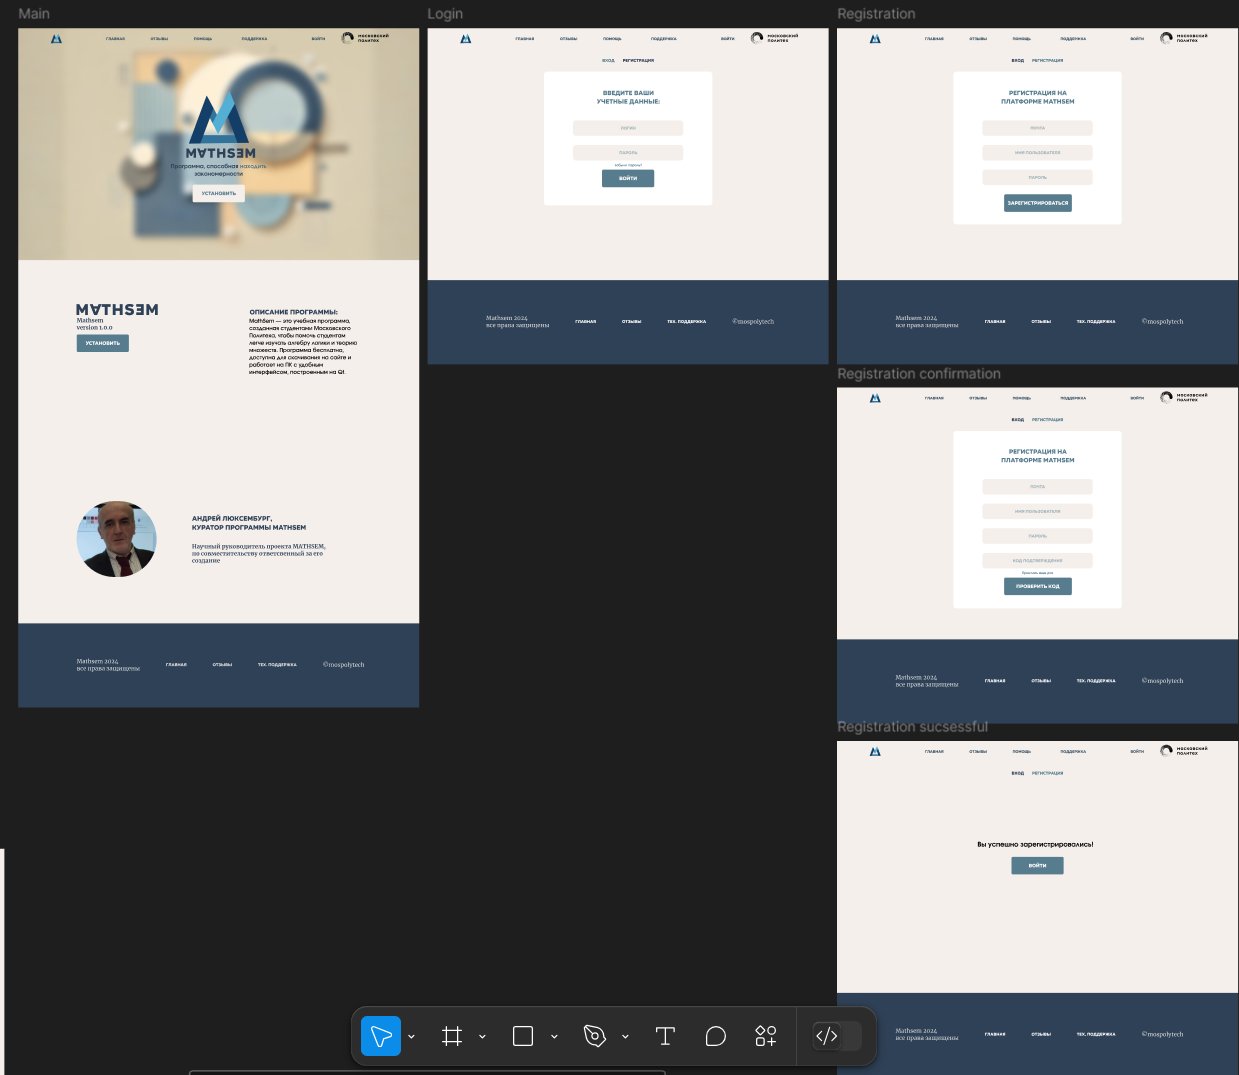 Main
ГЛАВНАЯ ОТЗЫВЫ ПОМОЩЬ ПОДДЕРЖКА ВОЙТИ МОСКОВСКИЙ ПОЛИТЕХ
MⱯTHSƎM
Программа, способная находить
закономерности
УСТАНОВИТЬ
MⱯTHSƎM
Mathsem
version 1.0.0
УСТАНОВИТЬ
ОПИСАНИЕ ПРОГРАММЫ:
MathSem — это учебная программа,
созданная студентами Московского
Политеха, чтобы помочь студентам
легче изучать алгебру логики и теорию
множеств. Программа бесплатна,
доступна для скачивания на сайте и
работает на ПК с удобным
интерфейсом, построенным на Qt.
АНДРЕЙ ЛЮКСЕМБУРГ,
КУРАТОР ПРОГРАММЫ MATHSEM
Научный руководитель проекта MATHSEM,
по совместительству ответственный за его
создание
Mathsem 2024
все права защищены
ГЛАВНАЯ ОТЗЫВЫ ТЕХ. ПОДДЕРЖКА ©mospolytech
Login
ГЛАВНАЯ ОТЗЫВЫ ПОМОЩЬ ПОДДЕРЖКА ВОЙТИ МОСКОВСКИЙ ПОЛИТЕХ
ВХОД РЕГИСТРАЦИЯ
ВВЕДИТЕ ВАШИ
УЧЕТНЫЕ ДАННЫЕ:
ЛОГИН
ПАРОЛЬ
забыли пароль?
ВОЙТИ
Mathsem 2024
все права защищены
ГЛАВНАЯ ОТЗЫВЫ ТЕХ. ПОДДЕРЖКА ©mospolytech
Registration
ГЛАВНАЯ ОТЗЫВЫ ПОМОЩЬ ПОДДЕРЖКА ВОЙТИ МОСКОВСКИЙ ПОЛИТЕХ
ВХОД РЕГИСТРАЦИЯ
РЕГИСТРАЦИЯ НА
ПЛАТФОРМЕ MATHSEM
ПОЧТА
ИМЯ ПОЛЬЗОВАТЕЛЯ
ПАРОЛЬ
ЗАРЕГИСТРИРОВАТЬСЯ
Mathsem 2024
все права защищены
ГЛАВНАЯ ОТЗЫВЫ ТЕХ. ПОДДЕРЖКА ©mospolytech
Registration confirmation
ГЛАВНАЯ ОТЗЫВЫ ПОМОЩЬ ПОДДЕРЖКА ВОЙТИ МОСКОВСКИЙ ПОЛИТЕХ
ВХОД РЕГИСТРАЦИЯ
РЕГИСТРАЦИЯ НА
ПЛАТФОРМЕ MATHSEM
ПОЧТА
ИМЯ ПОЛЬЗОВАТЕЛЯ
ПАРОЛЬ
КОД ПОДТВЕРЖДЕНИЯ
ПРОВЕРИТЬ КОД
Mathsem 2024
все права защищены
ГЛАВНАЯ ОТЗЫВЫ ТЕХ. ПОДДЕРЖКА ©mospolytech
Registration sucsessful
ГЛАВНАЯ ОТЗЫВЫ ПОМОЩЬ ПОДДЕРЖКА ВОЙТИ МОСКОВСКИЙ ПОЛИТЕХ
ВХОД РЕГИСТРАЦИЯ
Вы успешно зарегистрировались!
ВОЙТИ
Mathsem 2024
все права защищены
ГЛАВНАЯ ОТЗЫВЫ ТЕХ. ПОДДЕРЖКА ©mospolytech